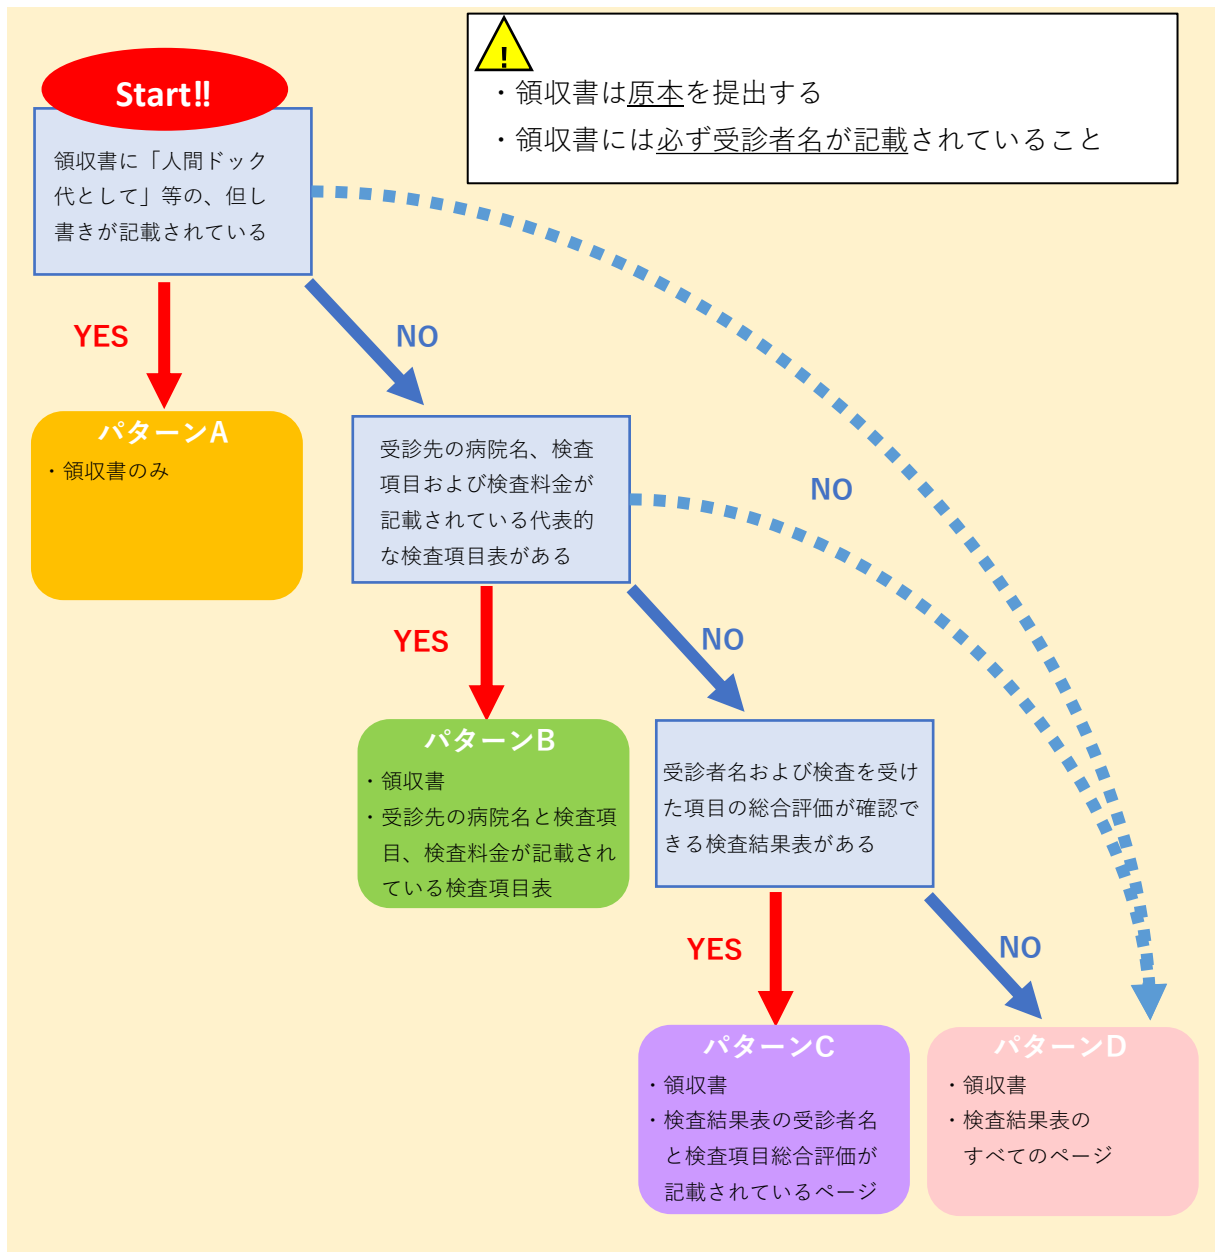 !
・領収書は原本を提出する
・領収書には必ず受診者名が記載されていること
Start!!
領収書に「人間ドック
代として」等の、但し
書きが記載されている
YES
NO
パターンA
・領収書のみ
受診先の病院名、検査
項目および検査料金が
記載されている代表的
な検査項目表がある
NO
YES
NO
パターンB
・領収書
・受診先の病院名と検査項
目、検査料金が記載され
ている検査項目表
受診者名および検査を受け
た項目の総合評価が確認で
きる検査結果表がある
YES
NO
パターンC
・領収書
・検査結果表の受診者名
と検査項目総合評価が
記載されているページ
パターンD
・領収書
・検査結果表の
すべてのページ